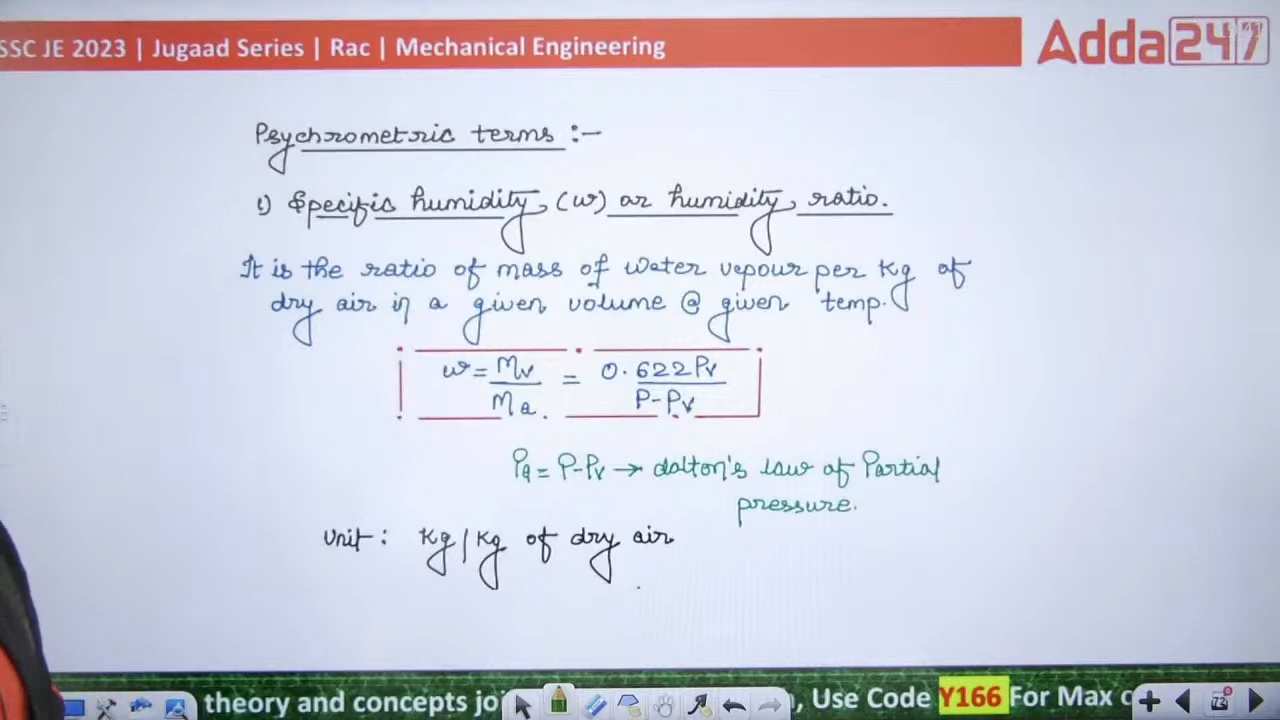 SSC JE 2023 | Jugaad Series | Rac | Mechanical Engineering
Adda247
Psychrometric terms :-
1) Specific humidity (w) or humidity ratio.
It is the ratio of mass of water vepour per Kg of
dry air in a given volume @ given temp.
w = Mv/Ma. = 0.622Pv/P-Pv
Pa = P-Pv → dalton's law of Partial
pressure.
Unit: Kg/Kg of dry air
theory and concepts joi
, Use Code Y166 For Max
73